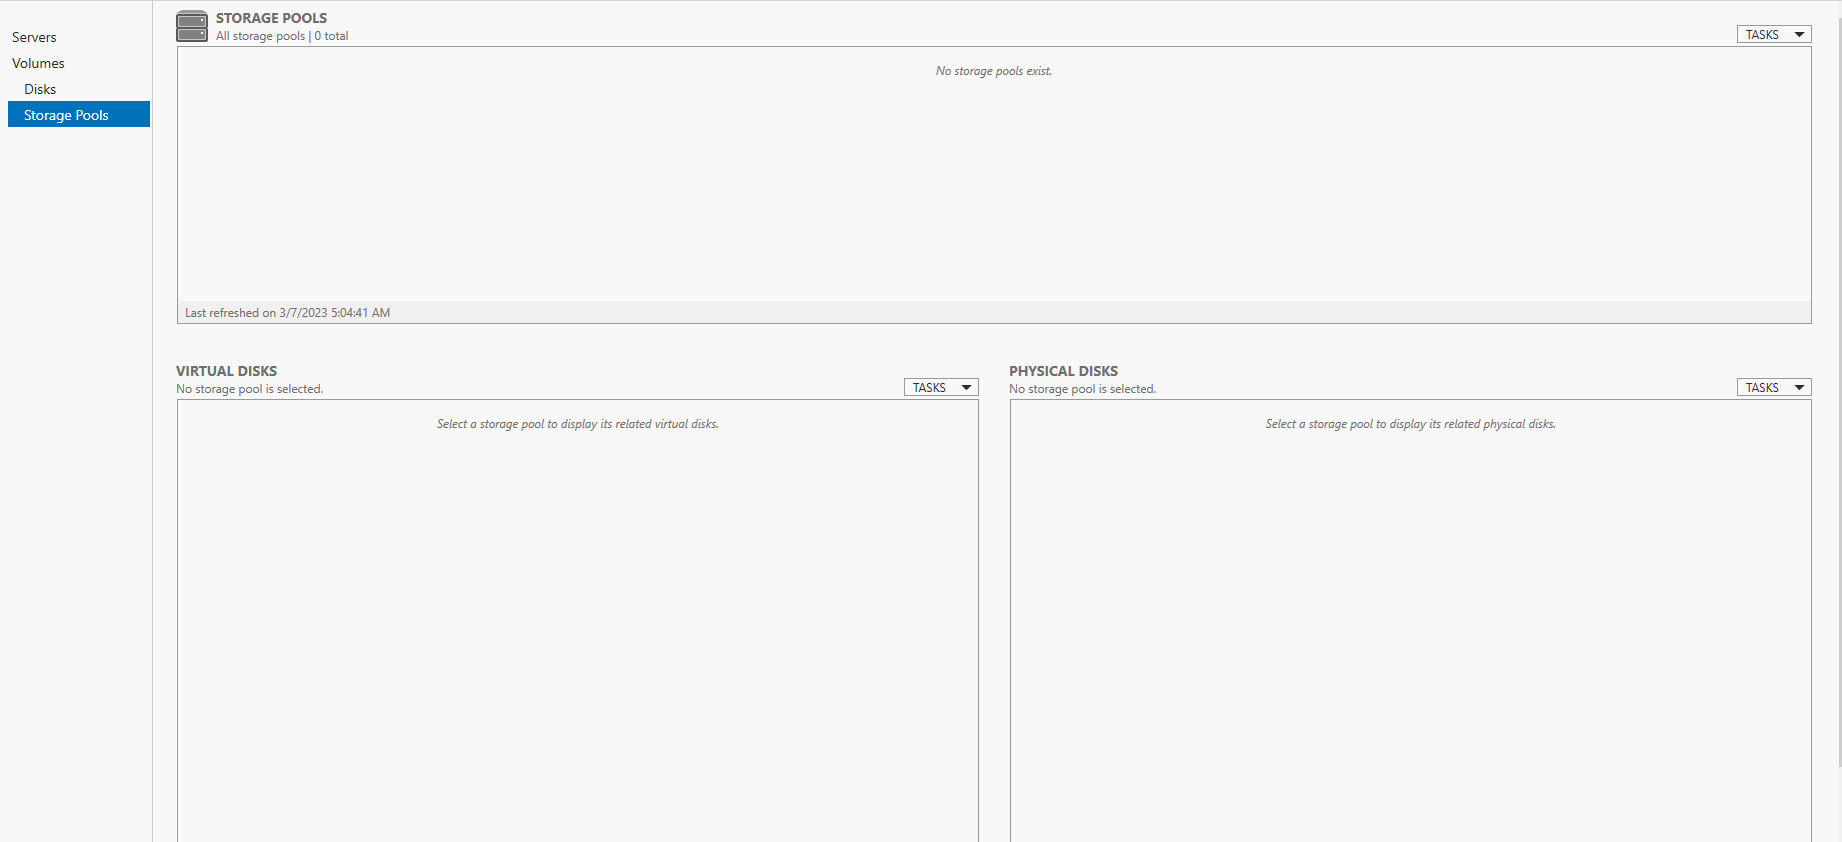 Servers
Volumes
Disks
Storage Pools
STORAGE POOLS
All storage pools | 0 total
TASKS
No storage pools exist.
Last refreshed on 3/7/2023 5:04:41 AM
VIRTUAL DISKS
No storage pool is selected.
TASKS
Select a storage pool to display its related virtual disks.
PHYSICAL DISKS
No storage pool is selected.
TASKS
Select a storage pool to display its related physical disks.